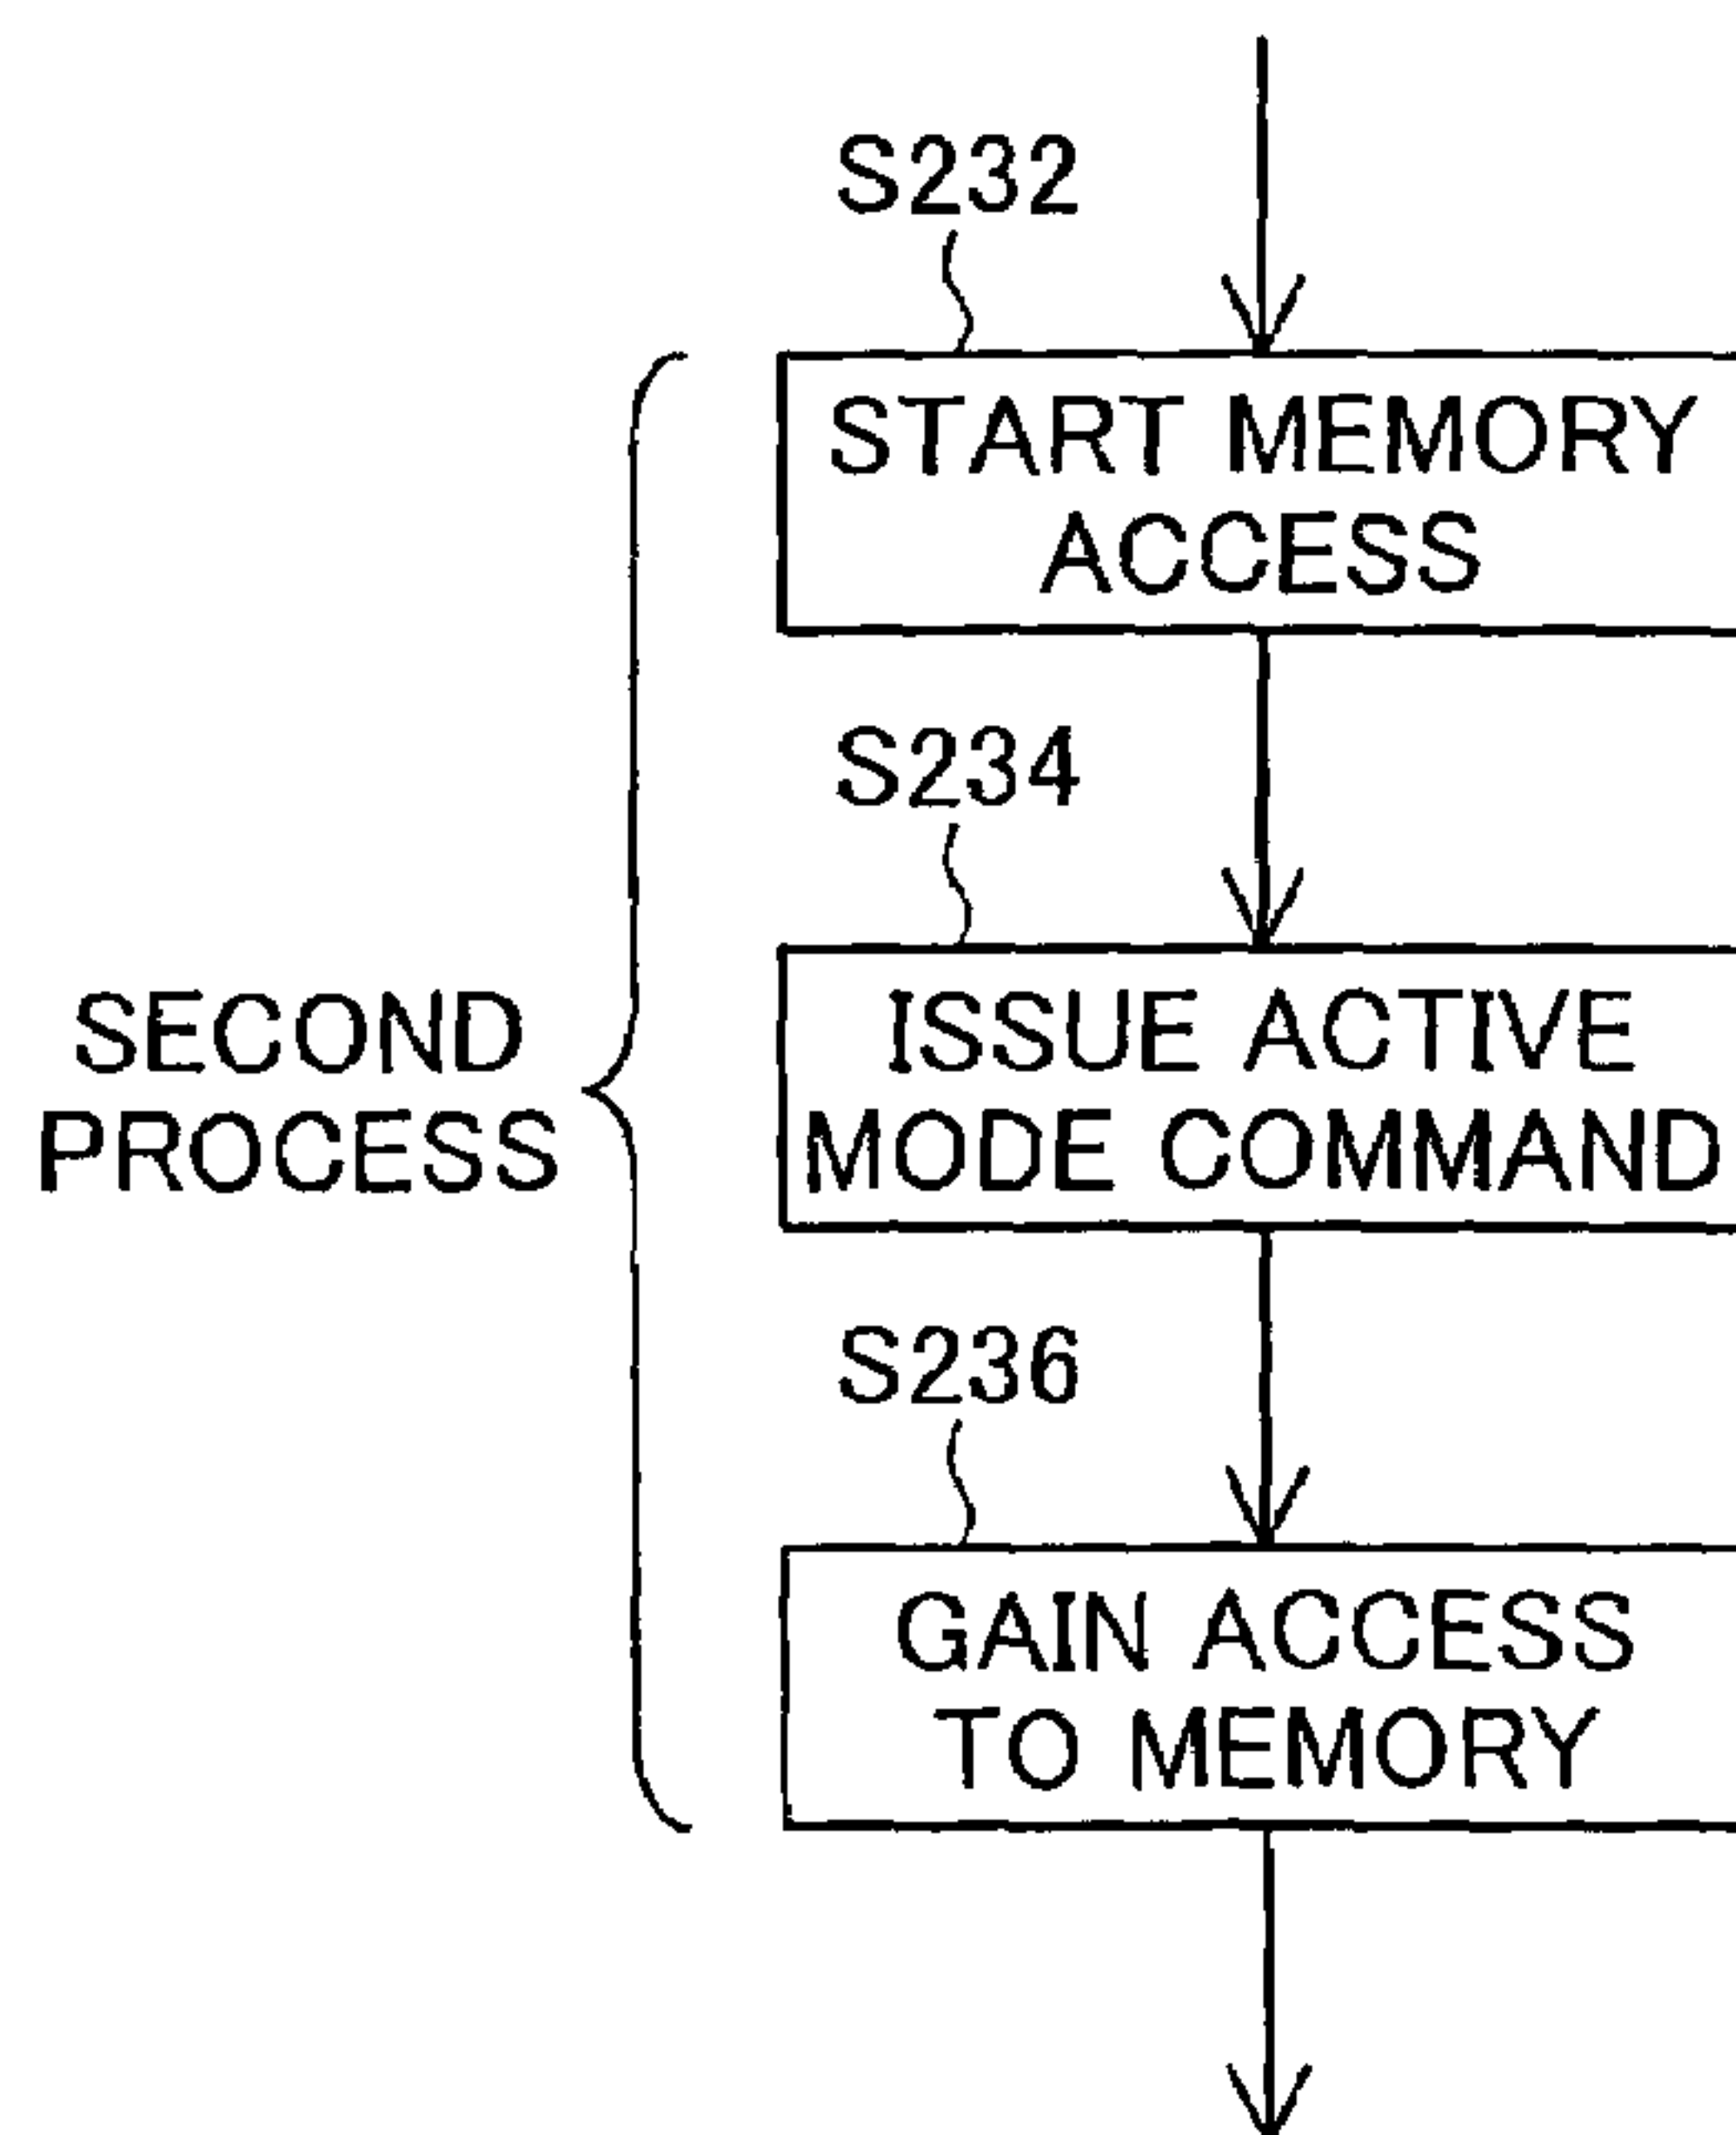 S232
START MEMORY
ACCESS
S234
ISSUE ACTIVE
MODE COMMAND
SECOND
PROCESS
S236
GAIN ACCESS
TO MEMORY